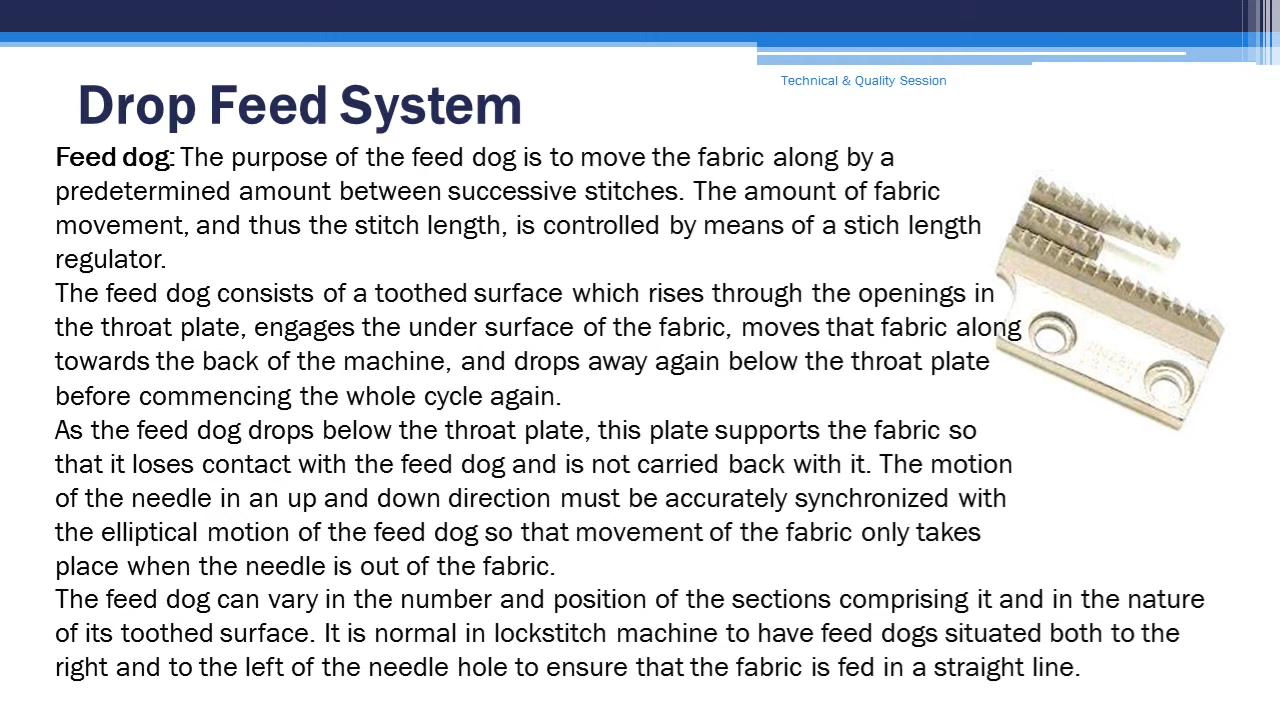 Technical & Quality Session
Drop Feed System
Feed dog: The purpose of the feed dog is to move the fabric along by a
predetermined amount between successive stitches. The amount of fabric
movement, and thus the stitch length, is controlled by means of a stich length
regulator.
The feed dog consists of a toothed surface which rises through the openings in
the throat plate, engages the under surface of the fabric, moves that fabric along
towards the back of the machine, and drops away again below the throat plate
before commencing the whole cycle again.
As the feed dog drops below the throat plate, this plate supports the fabric so
that it loses contact with the feed dog and is not carried back with it. The motion
of the needle in an up and down direction must be accurately synchronized with
the elliptical motion of the feed dog so that movement of the fabric only takes
place when the needle is out of the fabric.
The feed dog can vary in the number and position of the sections comprising it and in the nature
of its toothed surface. It is normal in lockstitch machine to have feed dogs situated both to the
right and to the left of the needle hole to ensure that the fabric is fed in a straight line.